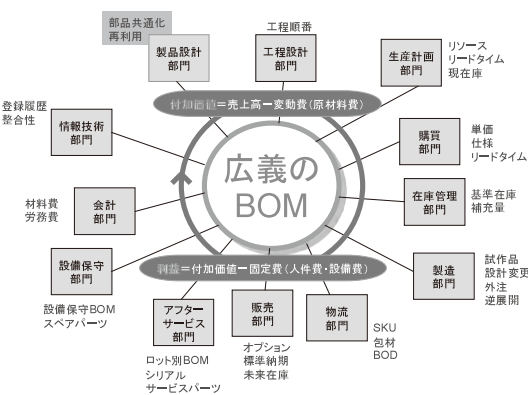 部品共通化
再利用
製品設計
部門
工程順番
工程設計
部門
生産計画
部門
リソース
リードタイム
現在庫
付加価値＝売上高ー変動費（原材料費）
登録履歴
整合性
情報技術
部門
購買
部門
単価
仕様
リードタイム
広義の
BOM
材料費
労務費
会計
部門
在庫管理
部門
基準在庫
補充量
設備保守
部門
設備保守BOM
スペアパーツ
利益＝付加価値ー固定費（人件費・設備費）
製造
部門
試作品
設計変更
外注
逆展開
アフター
サービス
部門
ロット別BOM
シリアル
サービスパーツ
販売
部門
オプション
標準納期
未来在庫
物流
部門
SKU
包材
BOD